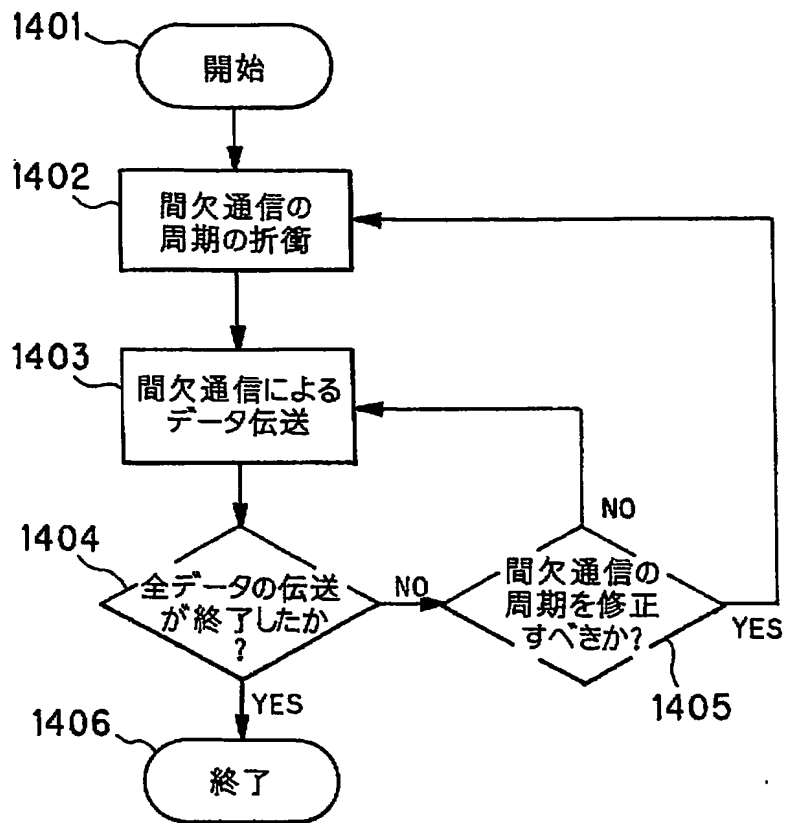 1401
開始
1402
間欠通信の
周期の折衝
1403
間欠通信による
データ伝送
NO
1404
全データの伝送
が終了したか
?
NO
間欠通信の
周期を修正
すべきか?
YES
1405
YES
1406
終了